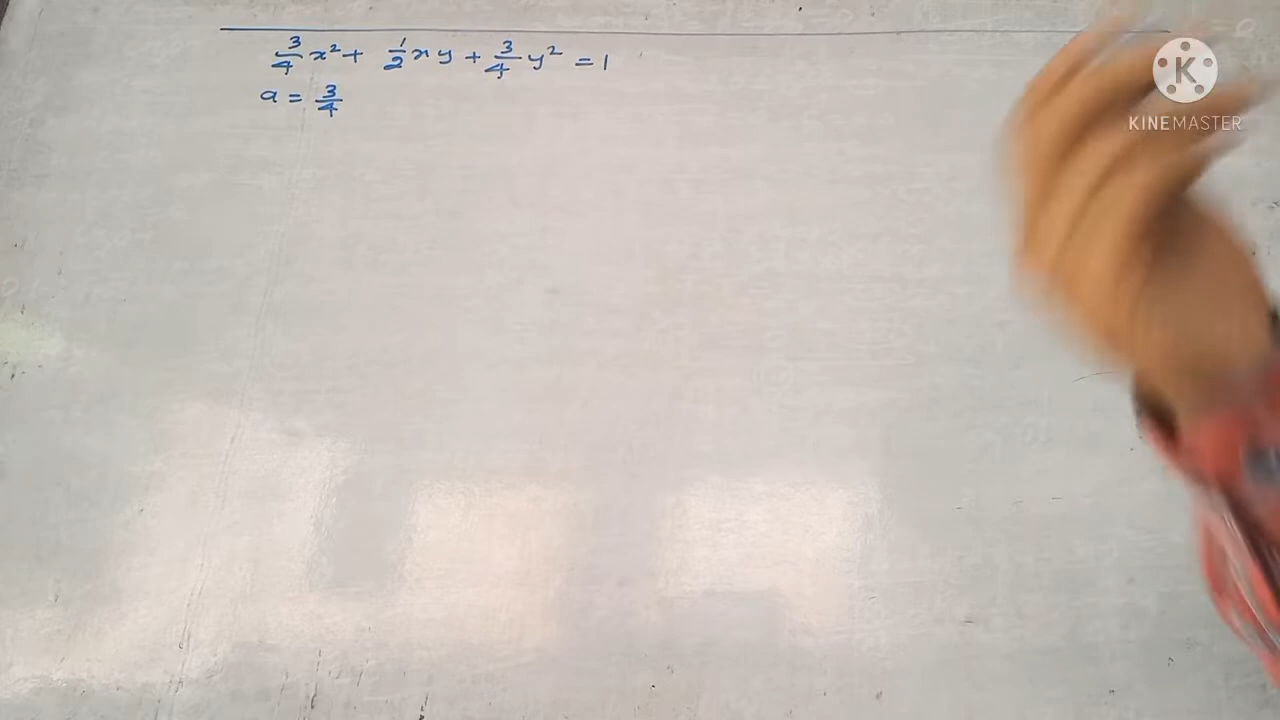 3/4 x² + 1/2 xy + 3/4 y² = 1
a = 3/4
K
KINEMASTER